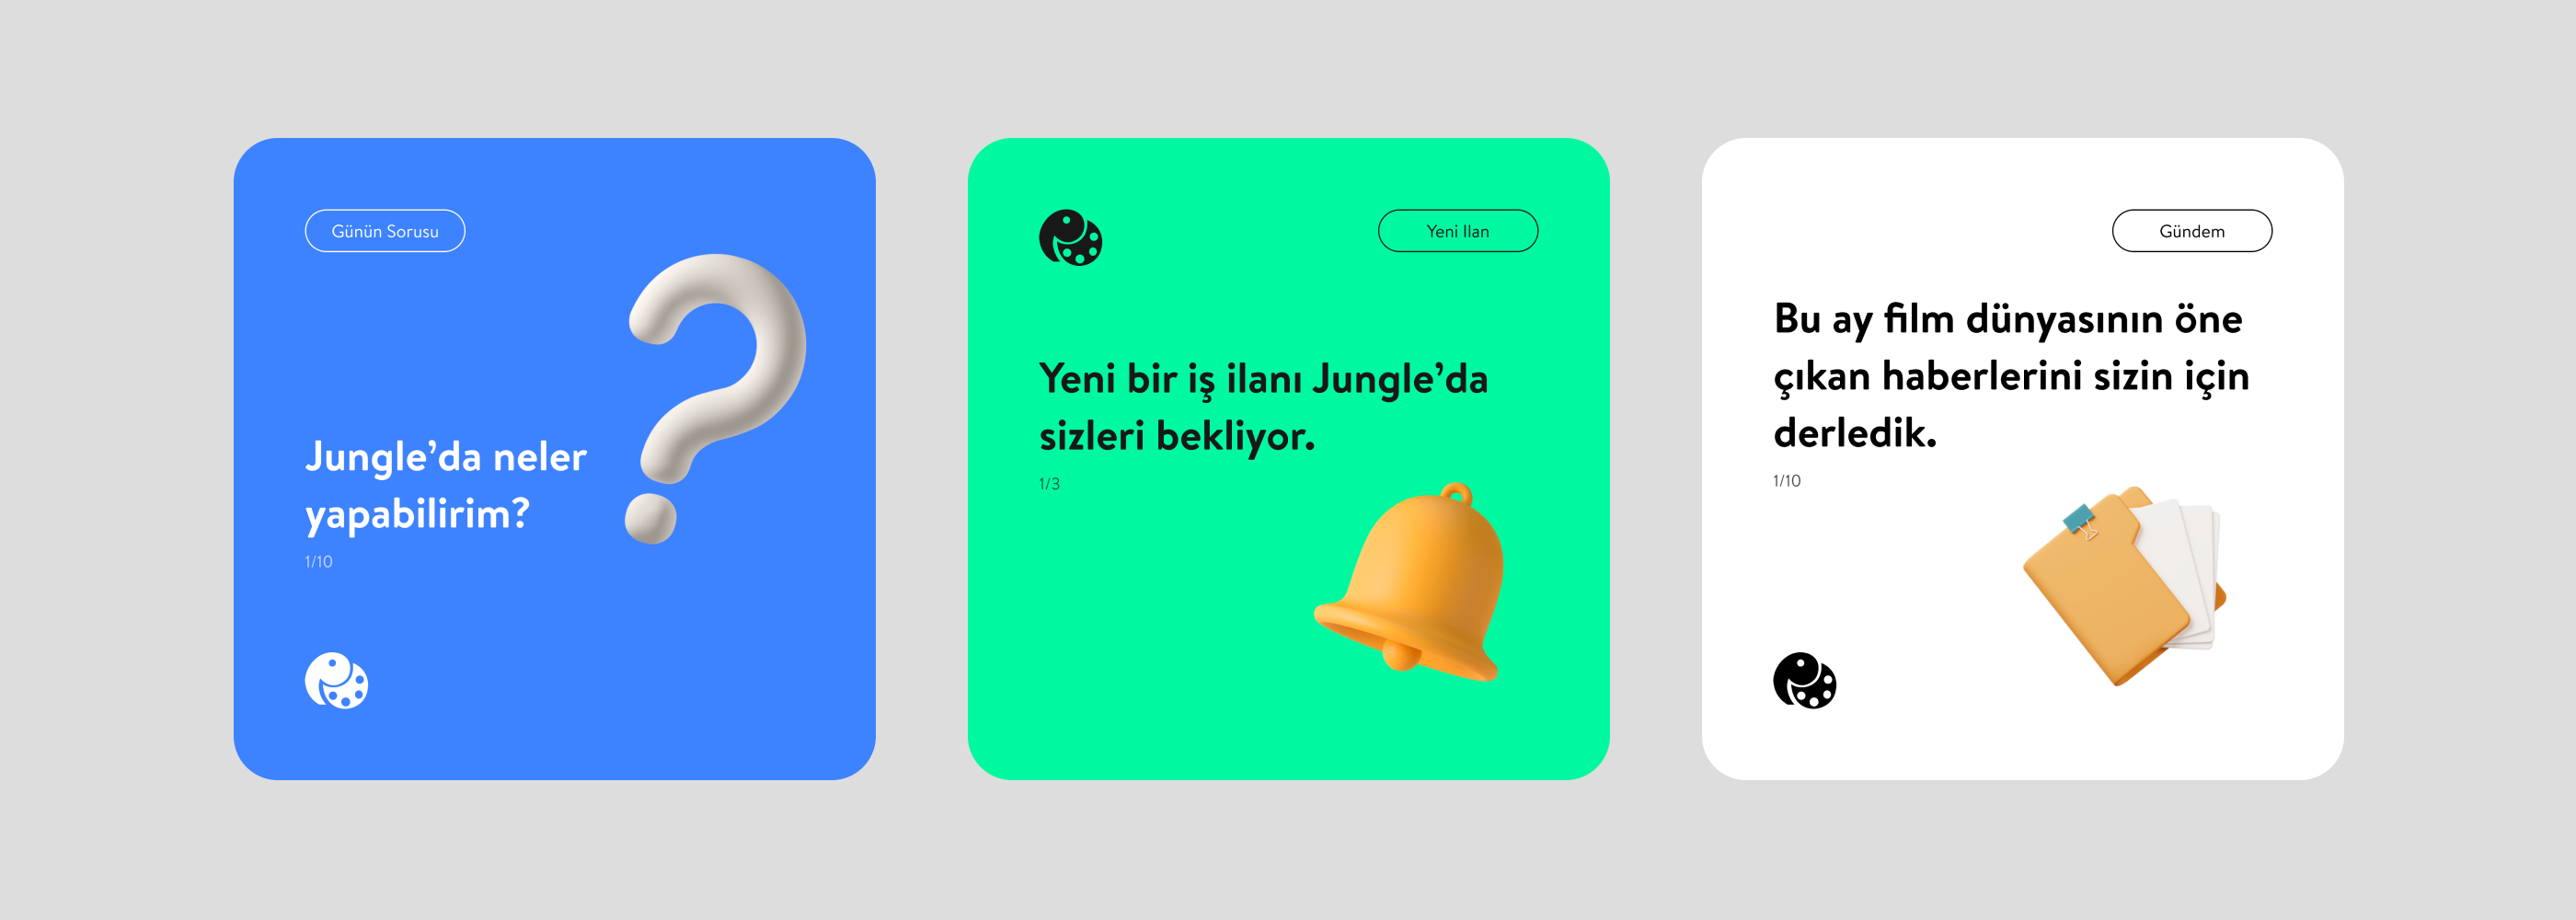 Günün Sorusu
Jungle’da neler
yapabilirim?
1/10
Yeni Ilan
Yeni bir iş ilanı Jungle’da
sizleri bekliyor.
1/3
Gündem
Bu ay film dünyasının öne
çıkan haberlerini sizin için
derledik.
1/10